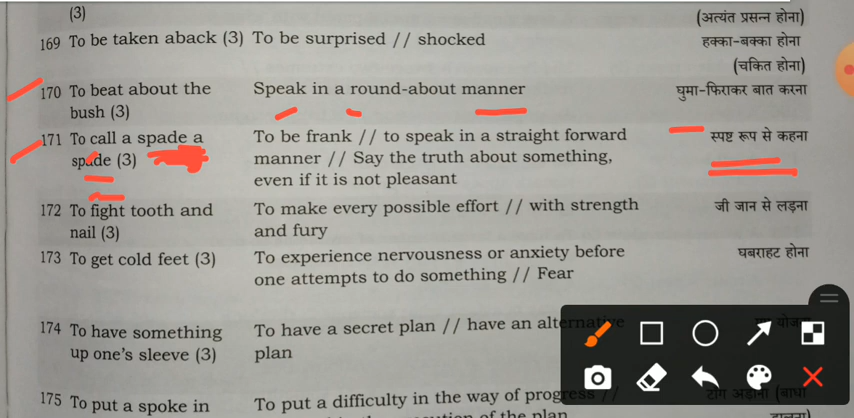 (3) (अत्यंत प्रसन्न होना)
169 To be taken aback (3) To be surprised // shocked हक्का-बक्का होना
(चकित होना)
170 To beat about the Speak in a round-about manner घुमा-फिराकर बात करना
bush (3)
171 To call a spade a To be frank // to speak in a straight forward स्पष्ट रूप से कहना
spade (3) manner // Say the truth about something,
even if it is not pleasant
172 To fight tooth and To make every possible effort // with strength जी जान से लड़ना
nail (3) and fury
173 To get cold feet (3) To experience nervousness or anxiety before घबराहट होना
one attempts to do something // Fear
174 To have something To have a secret plan // have an alternative
up one's sleeve (3) plan
175 To put a spoke in To put a difficulty in the way of progress // टांग अड़ाना (बाधा
of the plan डालना)